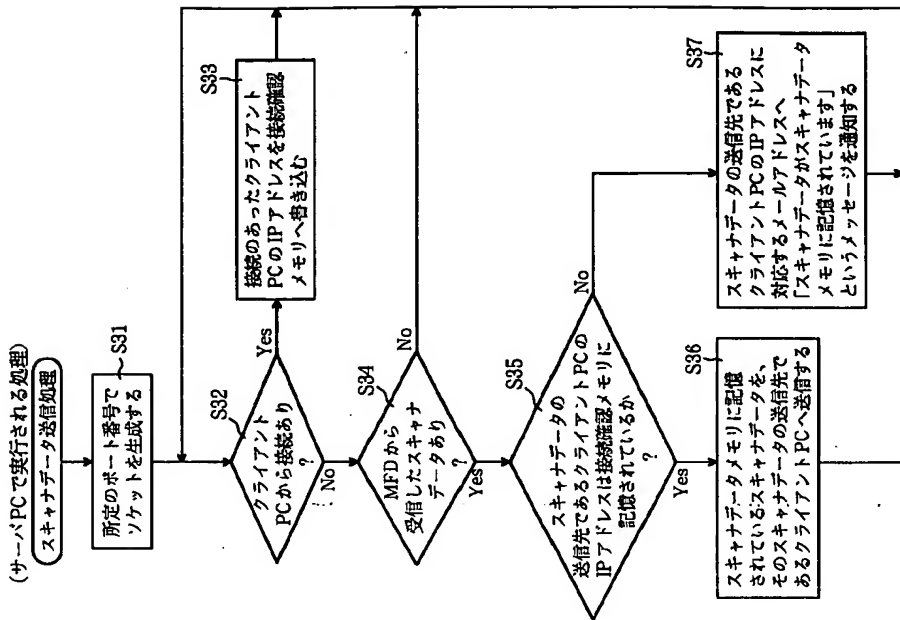 (サーバPCで実行される処理)
スキャナデータ送信処理
S31
所定のポート番号で
ソケットを生成する
S32
クライアント
PCから接続あり
?
Yes
No
S33
接続のあったクライアント
PCのIPアドレスを接続確認
メモリへ書き込む
S34
MFDから
受信したスキャナ
データあり
?
No
Yes
S35
スキャナデータの
送信先であるクライアントPCの
IPアドレスは接続確認メモリに
記憶されているか
?
No
Yes
S36
スキャナデータメモリに記憶
されているスキャナデータを、
そのスキャナデータの送信先で
あるクライアントPCへ送信する
S37
スキャナデータの送信先である
クライアントPCのIPアドレスに
対応するメールアドレスへ
「スキャナデータがスキャナデータ
メモリに記憶されています」
というメッセージを通知する